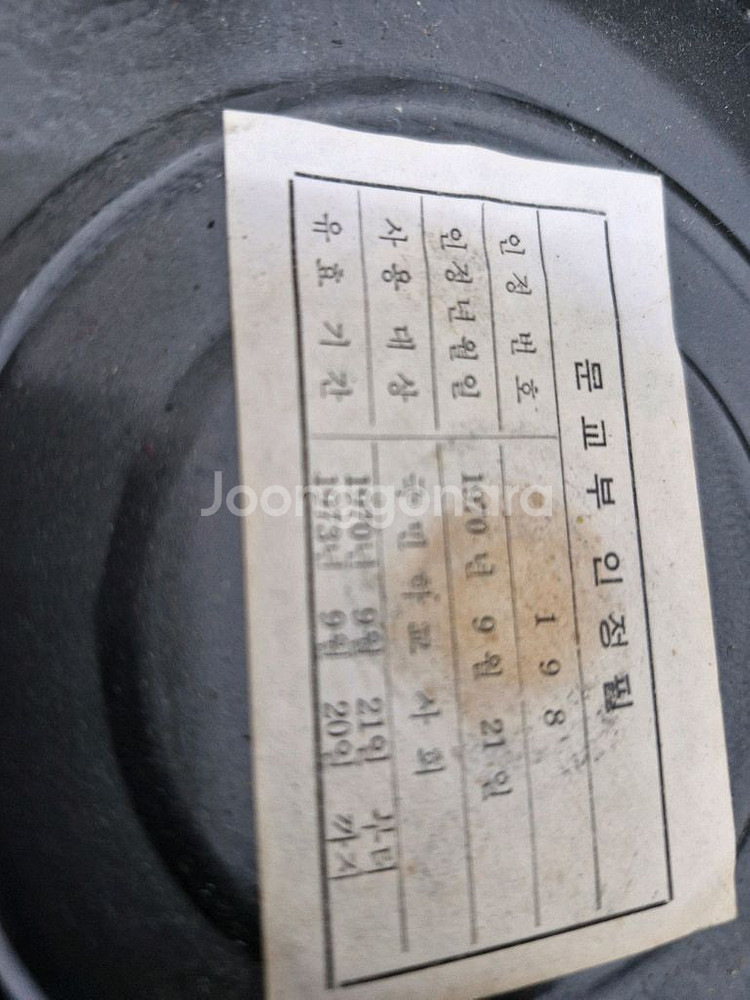 문교부 인정필
인정 번호 198
인정년월일 1970년 9월 21일
사용대상 국민학교 사회
유효기간 1970년 9월 21일 부터
1973년 9월 20일 까지
Joonggonara